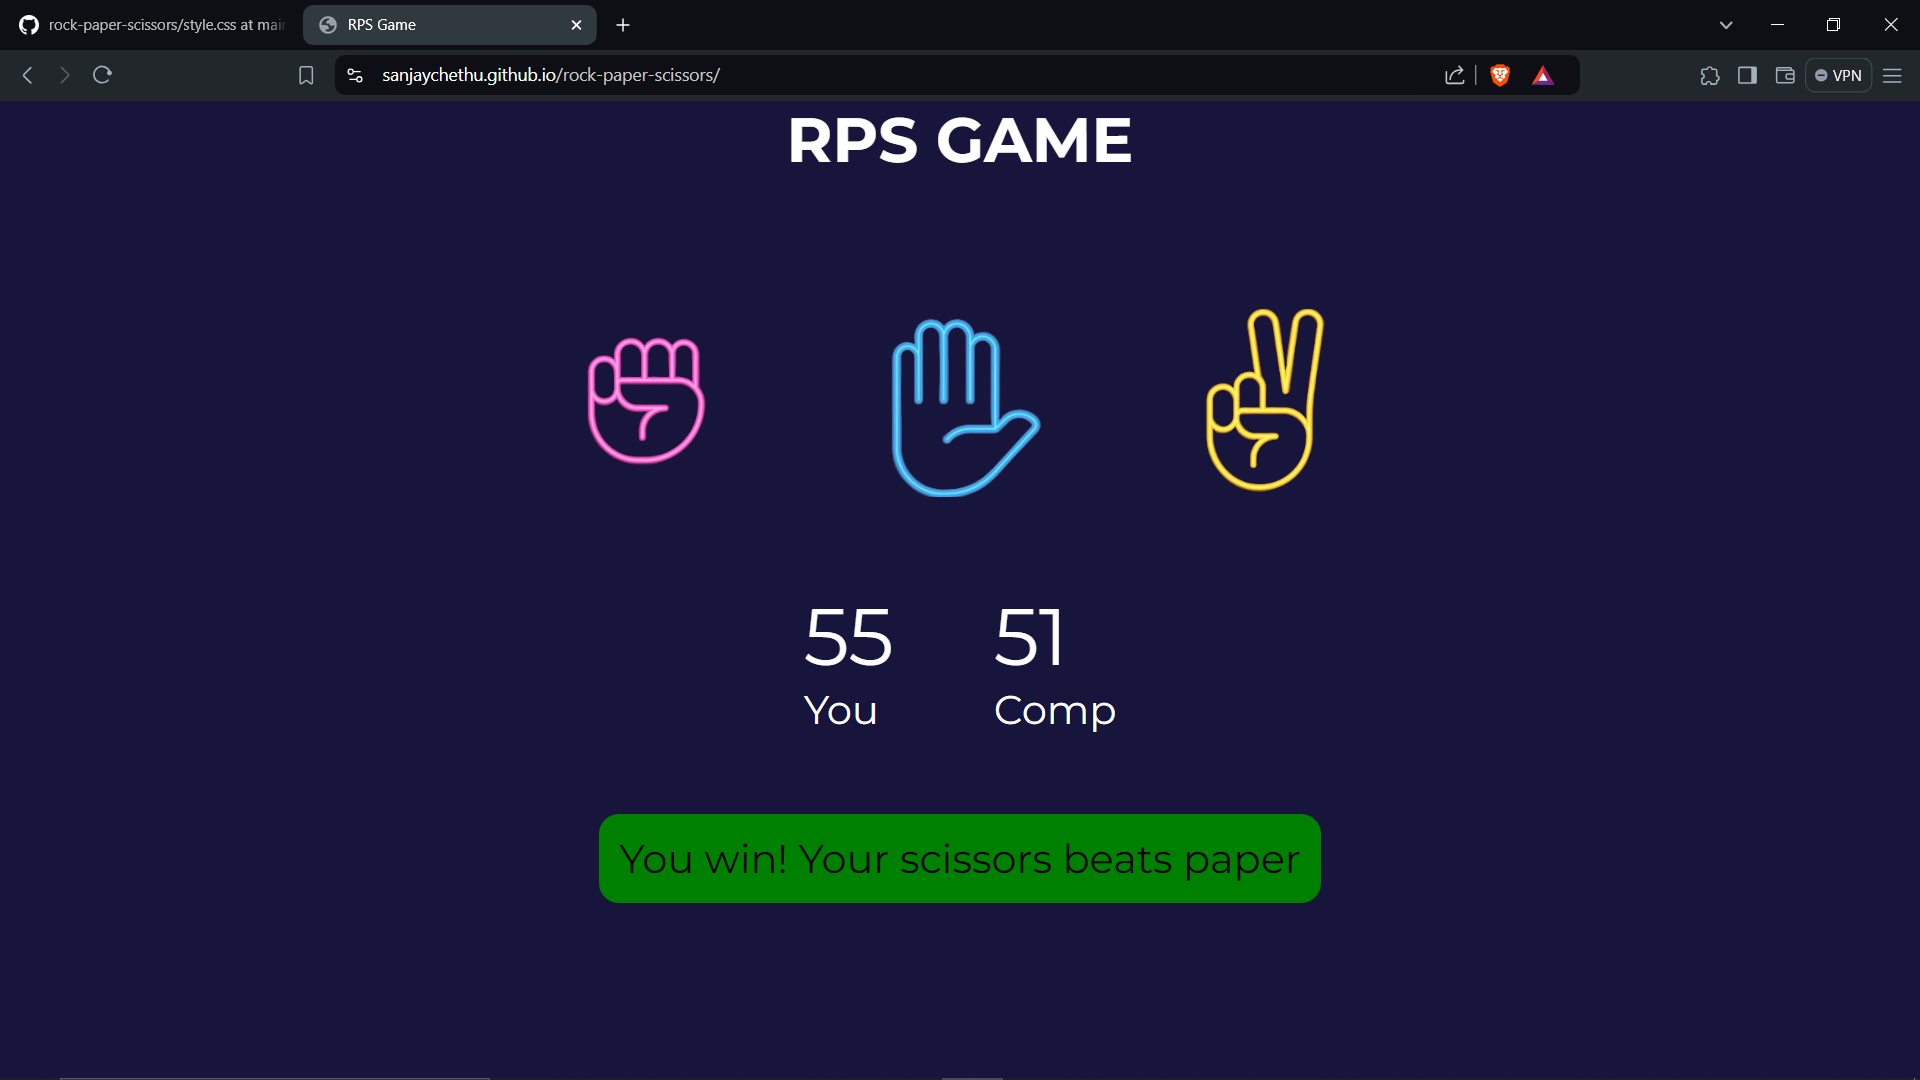 rock-paper-scissors/style.css at mai
RPS Game
sanjaychethu.github.io/rock-paper-scissors/
VPN
RPS GAME
55 51
You Comp
You win! Your scissors beats paper